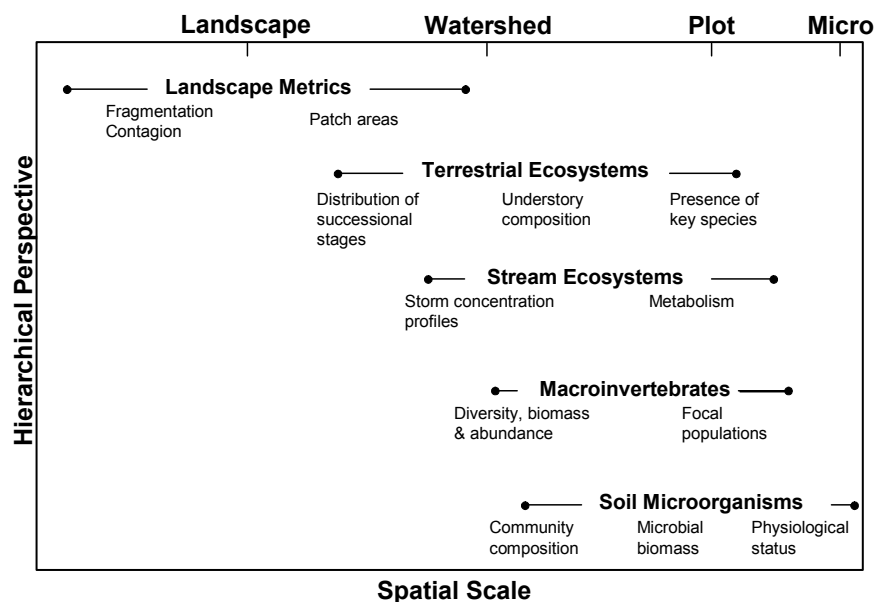 Landscape Watershed Plot Micro
Hierarchical Perspective
Landscape Metrics
Fragmentation
Contagion
Patch areas
Terrestrial Ecosystems
Distribution of
successional
stages
Understory
composition
Presence of
key species
Stream Ecosystems
Storm concentration
profiles
Metabolism
Macroinvertebrates
Diversity, biomass
& abundance
Focal
populations
Soil Microorganisms
Community
composition
Microbial
biomass
Physiological
status
Spatial Scale